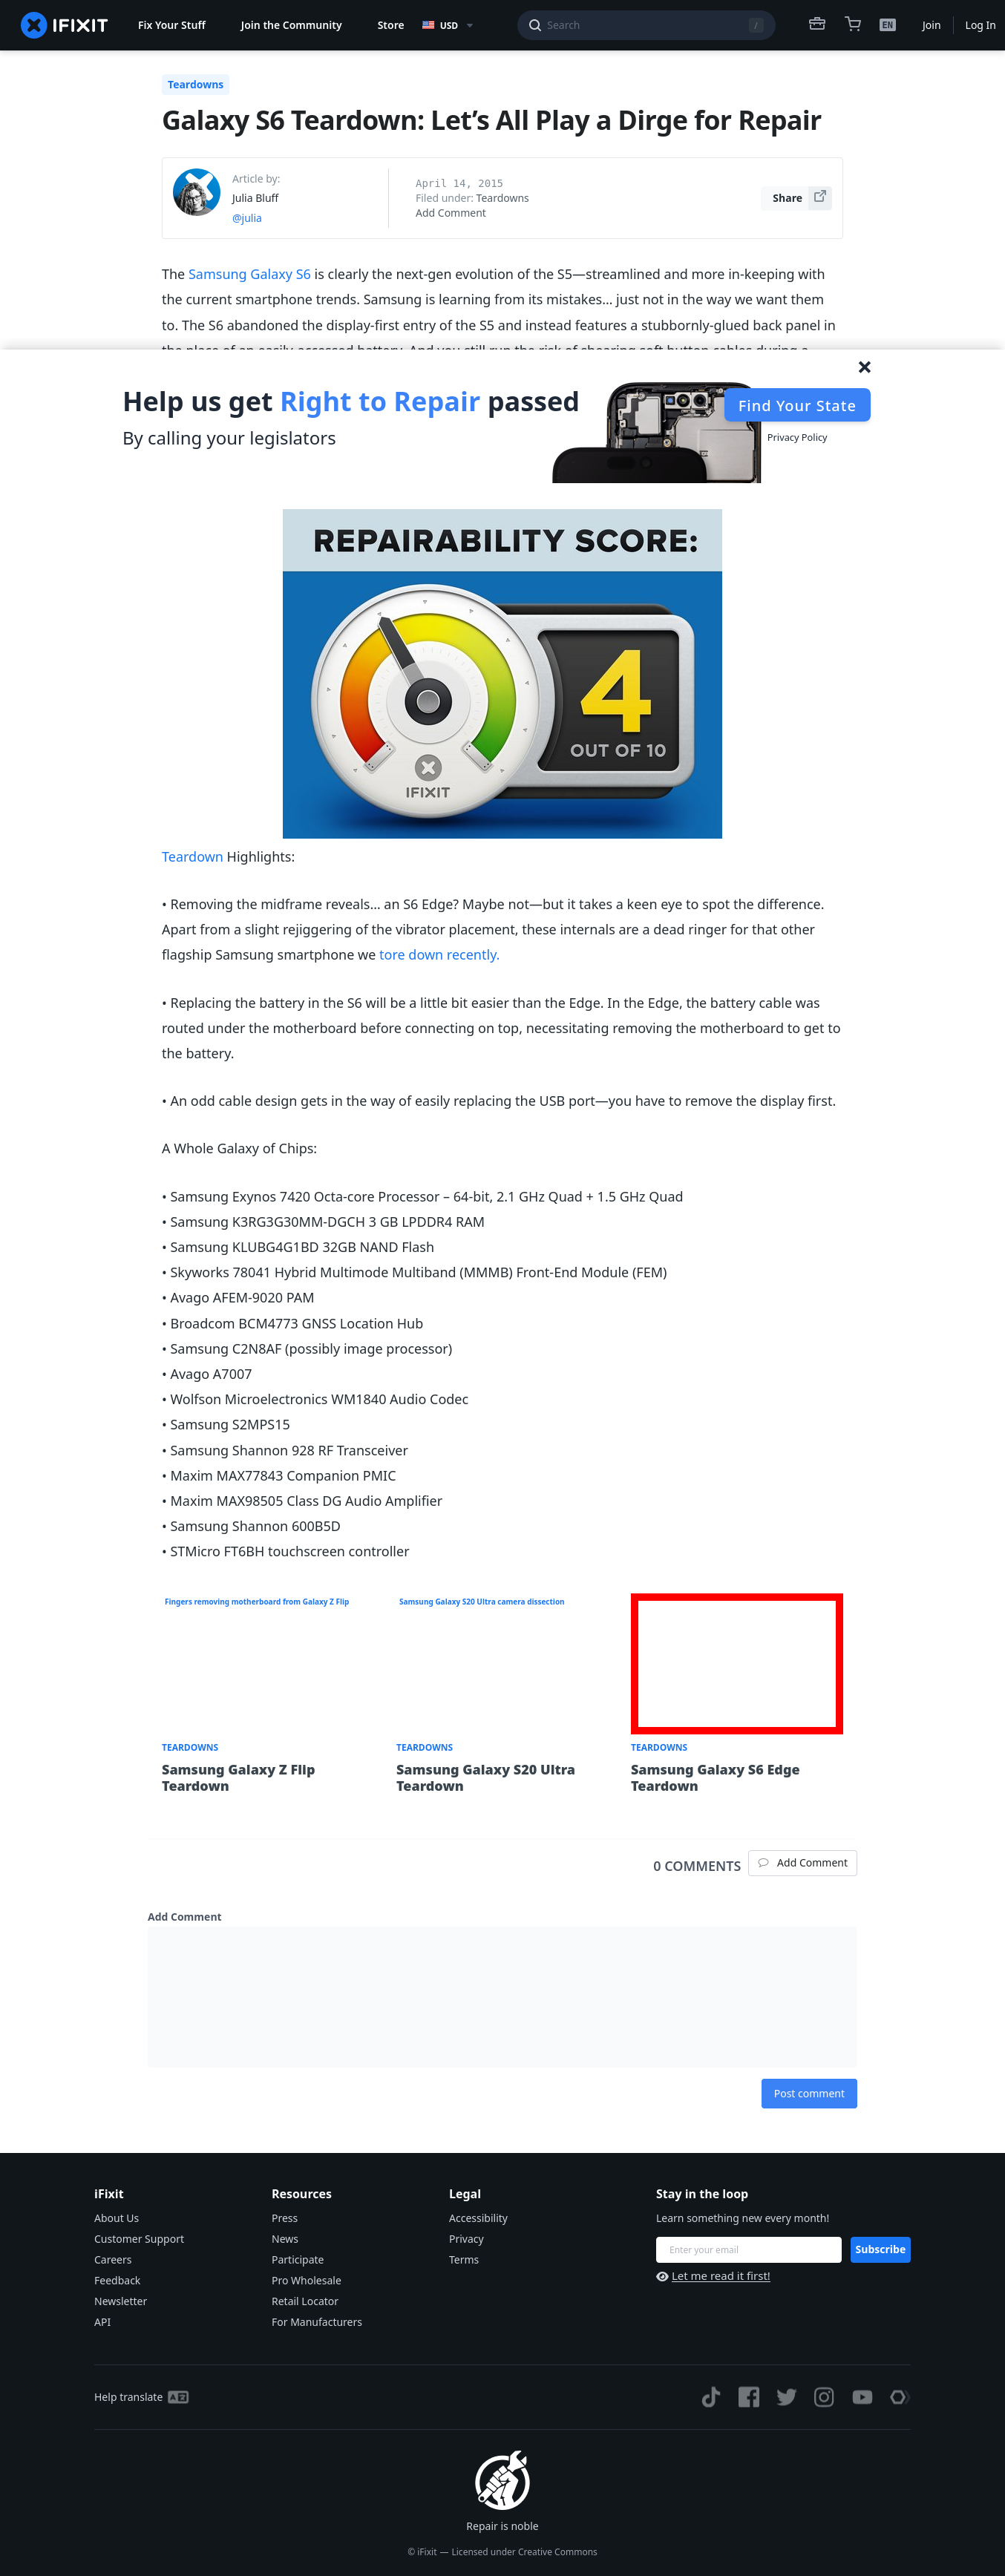 IFIXIT
Fix Your Stuff
Join the Community
Store
USD
Search
/
EN
Join
Log In
Teardowns
Galaxy S6 Teardown: Let’s All Play a Dirge for Repair
Article by:
Julia Bluff
@julia
April 14, 2015
Filed under: Teardowns
Add Comment
Share
The Samsung Galaxy S6 is clearly the next-gen evolution of the S5—streamlined and more in-keeping with
the current smartphone trends. Samsung is learning from its mistakes… just not in the way we want them
to. The S6 abandoned the display-first entry of the S5 and instead features a stubbornly-glued back panel in
the place of an easily accessed battery. And you still run the risk of shearing soft button cables during a
Help us get Right to Repair passed
By calling your legislators
Find Your State
Privacy Policy
REPAIRABILITY SCORE:
4
OUT OF 10
IFIXIT
Teardown Highlights:
• Removing the midframe reveals… an S6 Edge? Maybe not—but it takes a keen eye to spot the difference.
Apart from a slight rejiggering of the vibrator placement, these internals are a dead ringer for that other
flagship Samsung smartphone we tore down recently.
• Replacing the battery in the S6 will be a little bit easier than the Edge. In the Edge, the battery cable was
routed under the motherboard before connecting on top, necessitating removing the motherboard to get to
the battery.
• An odd cable design gets in the way of easily replacing the USB port—you have to remove the display first.
A Whole Galaxy of Chips:
• Samsung Exynos 7420 Octa-core Processor – 64-bit, 2.1 GHz Quad + 1.5 GHz Quad
• Samsung K3RG3G30MM-DGCH 3 GB LPDDR4 RAM
• Samsung KLUBG4G1BD 32GB NAND Flash
• Skyworks 78041 Hybrid Multimode Multiband (MMMB) Front-End Module (FEM)
• Avago AFEM-9020 PAM
• Broadcom BCM4773 GNSS Location Hub
• Samsung C2N8AF (possibly image processor)
• Avago A7007
• Wolfson Microelectronics WM1840 Audio Codec
• Samsung S2MPS15
• Samsung Shannon 928 RF Transceiver
• Maxim MAX77843 Companion PMIC
• Maxim MAX98505 Class DG Audio Amplifier
• Samsung Shannon 600B5D
• STMicro FT6BH touchscreen controller
Fingers removing motherboard from Galaxy Z Flip
TEARDOWNS
Samsung Galaxy Z Flip
Teardown
Samsung Galaxy S20 Ultra camera dissection
TEARDOWNS
Samsung Galaxy S20 Ultra
Teardown
TEARDOWNS
Samsung Galaxy S6 Edge
Teardown
0 COMMENTS
Add Comment
Add Comment
Post comment
iFixit
About Us
Customer Support
Careers
Feedback
Newsletter
API
Resources
Press
News
Participate
Pro Wholesale
Retail Locator
For Manufacturers
Legal
Accessibility
Privacy
Terms
Stay in the loop
Learn something new every month!
Enter your email
Subscribe
Let me read it first!
Help translate
Repair is noble
© iFixit — Licensed under Creative Commons